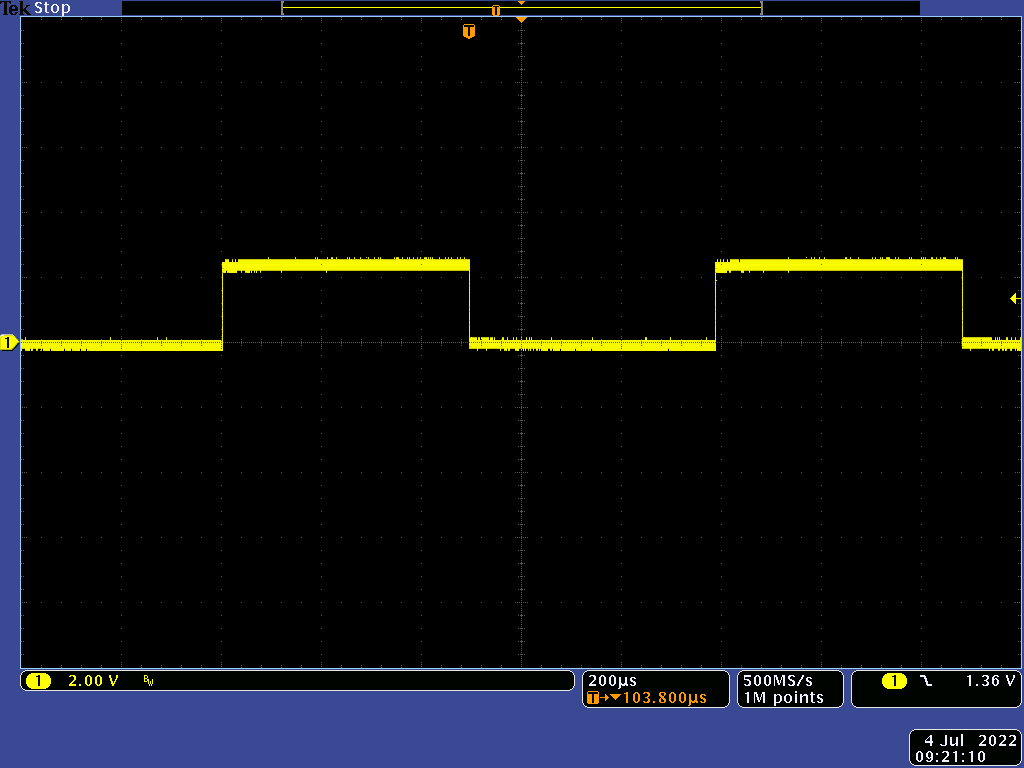 Tek Stop
T
T
1
1 2.00 V BW
200µs
T→▼103.800µs
500MS/s
1M points
1 1.36 V
4 Jul 2022
09:21:10